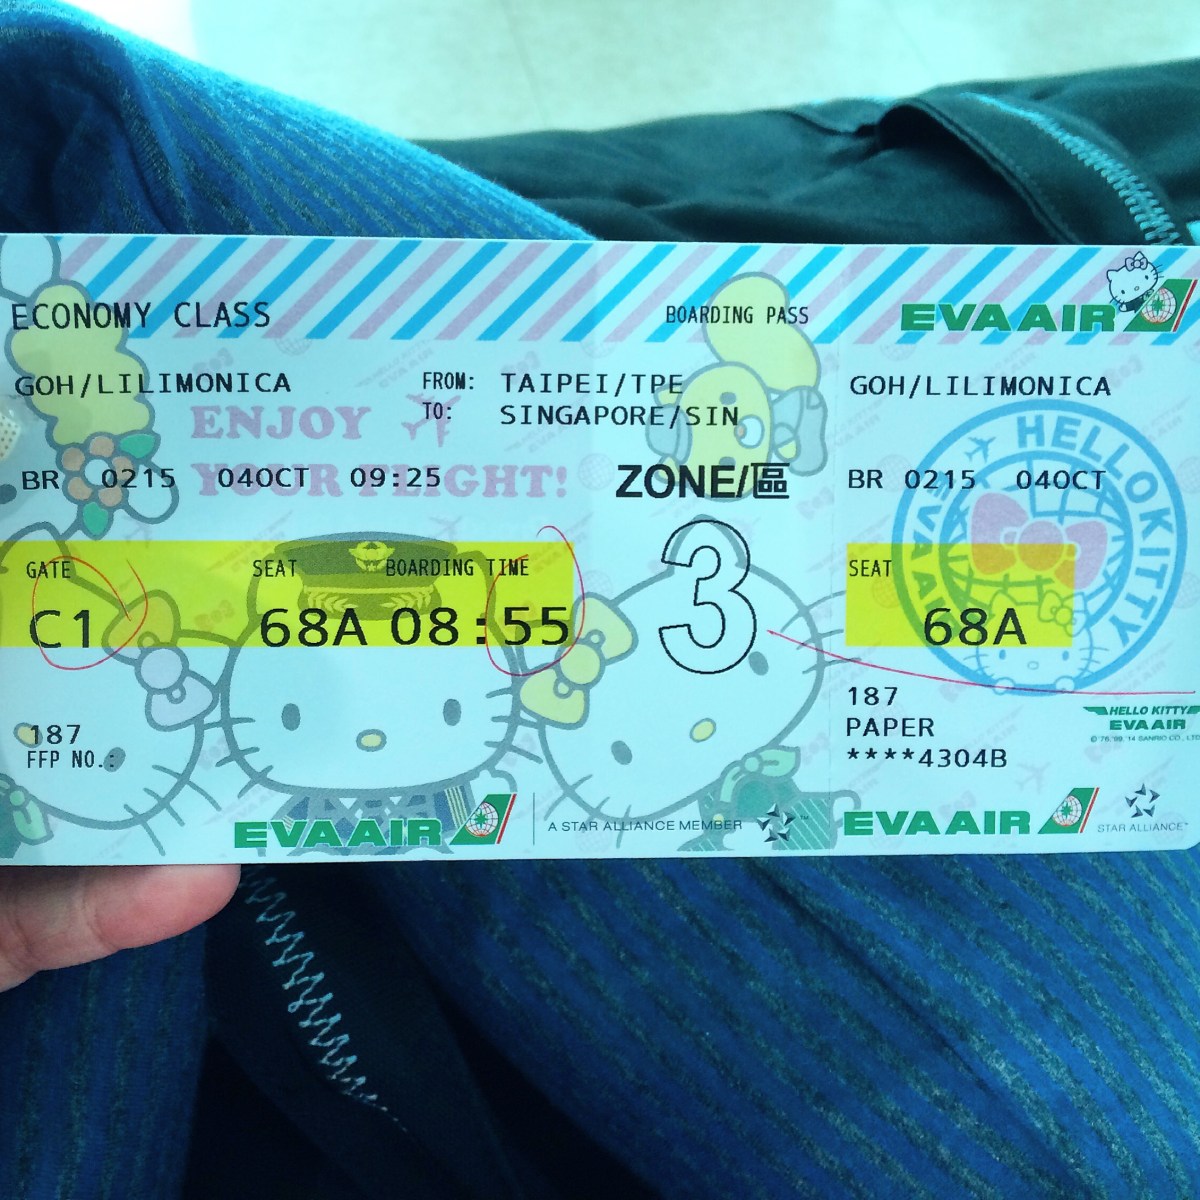 ECONOMY CLASS
BOARDING PASS
EVA AIR
GOH/LILIMONICA
FROM: TAIPEI/TPE
TO: SINGAPORE/SIN
GOH/LILIMONICA
ENJOY
YOUR FLIGHT!
BR 0215 04OCT 09:25
ZONE/區
3
BR 0215 04OCT
HELLO KITTY
EVA AIR
GATE SEAT BOARDING TIME
C1 68A 08:55
SEAT
68A
187
FFP NO.:
187
PAPER
****4304B
HELLO KITTY
EVA AIR
EVA AIR
A STAR ALLIANCE MEMBER
EVA AIR
STAR ALLIANCE